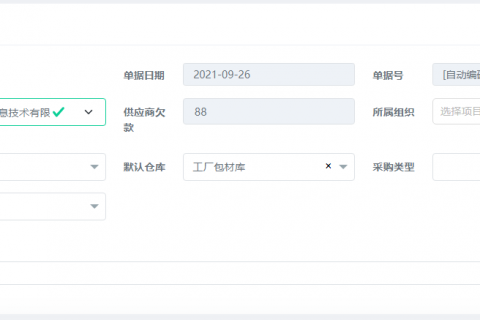 单据日期
2021-09-26
单据号
[自动编码
息技术有限
供应商欠
款
88
所属组织
选择项目
默认仓库
工厂包材库
×
采购类型